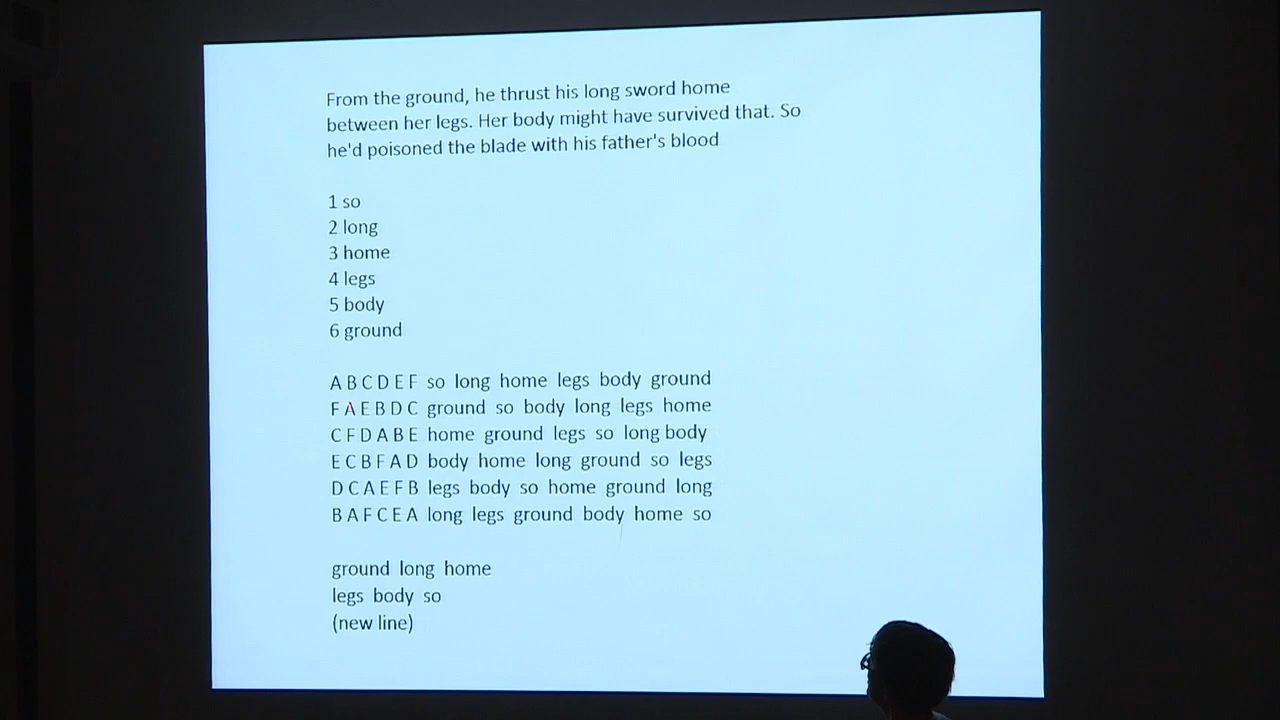 From the ground, he thrust his long sword home
between her legs. Her body might have survived that. So
he'd poisoned the blade with his father's blood
1 so
2 long
3 home
4 legs
5 body
6 ground
A B C D E F so long home legs body ground
F A E B D C ground so body long legs home
C F D A B E home ground legs so long body
E C B F A D body home long ground so legs
D C A E F B legs body so home ground long
B A F C E A long legs ground body home so
ground long home
legs body so
(new line)